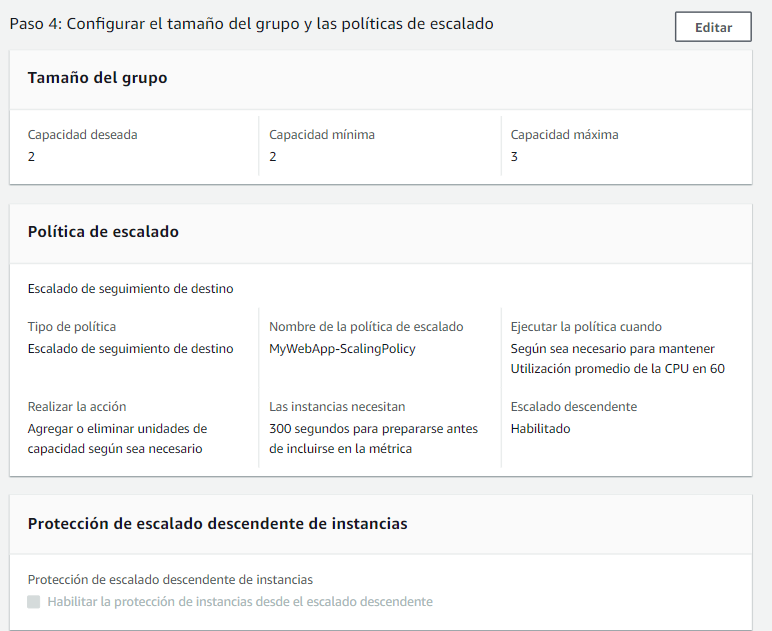 Paso 4: Configurar el tamaño del grupo y las políticas de escalado
Editar
Tamaño del grupo
Capacidad deseada
2
Capacidad mínima
2
Capacidad máxima
3
Política de escalado
Escalado de seguimiento de destino
Tipo de política
Escalado de seguimiento de destino
Nombre de la política de escalado
MyWebApp-ScalingPolicy
Ejecutar la política cuando
Según sea necesario para mantener
Utilización promedio de la CPU en 60
Realizar la acción
Agregar o eliminar unidades de
capacidad según sea necesario
Las instancias necesitan
300 segundos para prepararse antes
de incluirse en la métrica
Escalado descendente
Habilitado
Protección de escalado descendente de instancias
Protección de escalado descendente de instancias
Habilitar la protección de instancias desde el escalado descendente